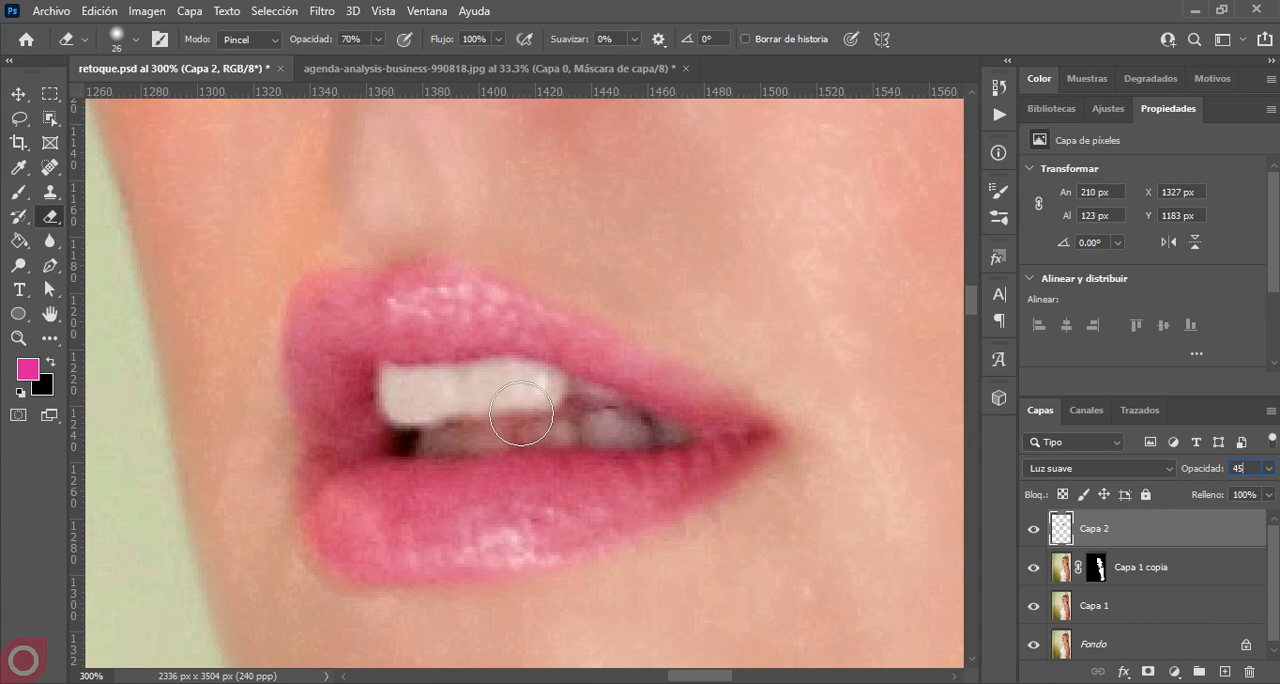 Ps Archivo Edición Imagen Capa Texto Selección Filtro 3D Vista Ventana Ayuda
26 Modo: Pincel Opacidad: 70% Flujo: 100% Suavizar: 0% 0° Borrar de historia
retoque.psd al 300% (Capa 2, RGB/8*) * × agenda-analysis-business-990818.jpg al 33.3% (Capa 0, Máscara de capa/8) * ×
1260 1280 1300 1320 1340 1360 1380 1400 1420 1440 1460 1480 1500 1520 1540 1560
Color Muestras Degradados Motivos
Bibliotecas Ajustes Propiedades
Capa de píxeles
Transformar
An 210 px X 1327 px
Al 123 px Y 1183 px
0.00°
Alinear y distribuir
Alinear:
Capas Canales Trazados
Tipo
Luz suave Opacidad: 45
Bloq.: Relleno: 100%
Capa 2
Capa 1 copia
Capa 1
Fondo
300% 2336 px x 3504 px (240 ppp)